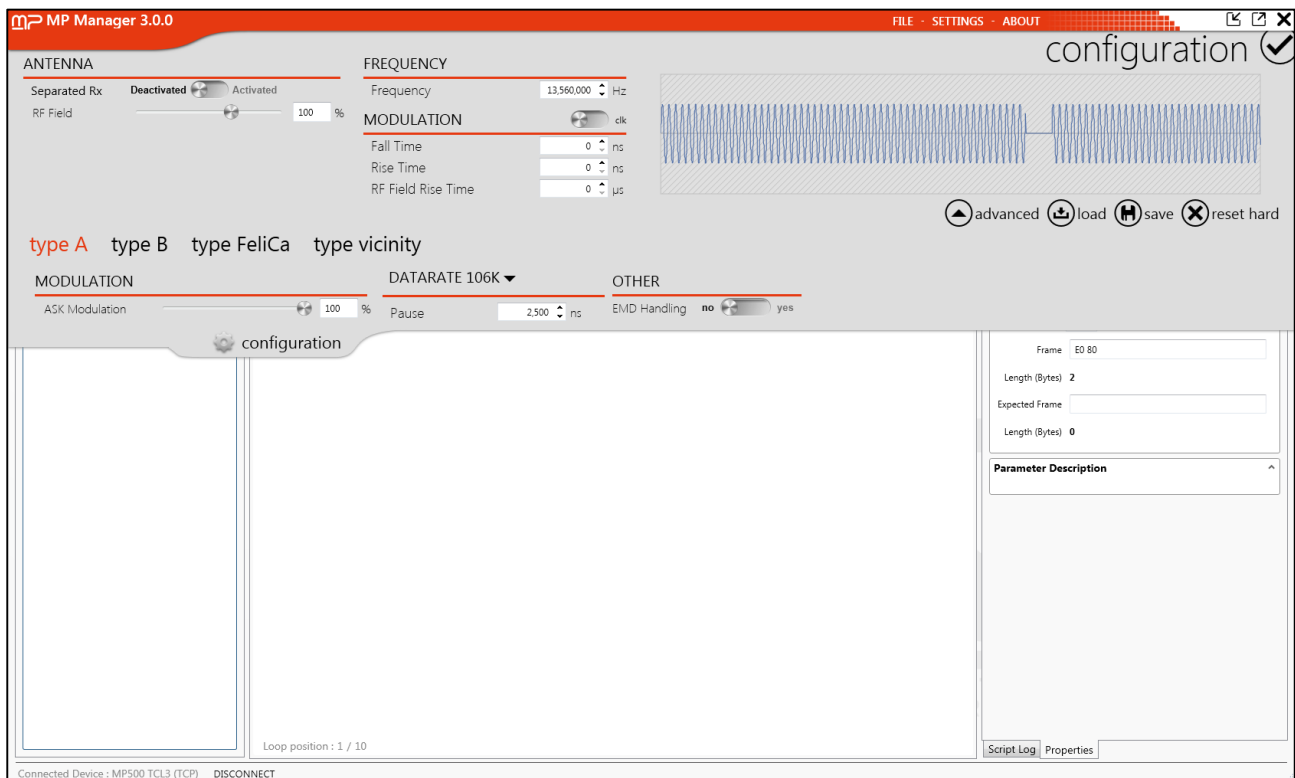 MP MP Manager 3.0.0
FILE - SETTINGS - ABOUT
configuration
ANTENNA
Separated Rx Deactivated Activated
RF Field 100 %
FREQUENCY
Frequency 13,560,000 Hz
MODULATION clk
Fall Time 0 ns
Rise Time 0 ns
RF Field Rise Time 0 µs
advanced load save reset hard
type A type B type FeliCa type vicinity
MODULATION
ASK Modulation 100 %
DATARATE 106K
Pause 2,500 ns
OTHER
EMD Handling no yes
configuration
Frame E0 80
Length (Bytes) 2
Expected Frame
Length (Bytes) 0
Parameter Description
Loop position : 1 / 10
Script Log Properties
Connected Device : MP500 TCL3 (TCP) DISCONNECT